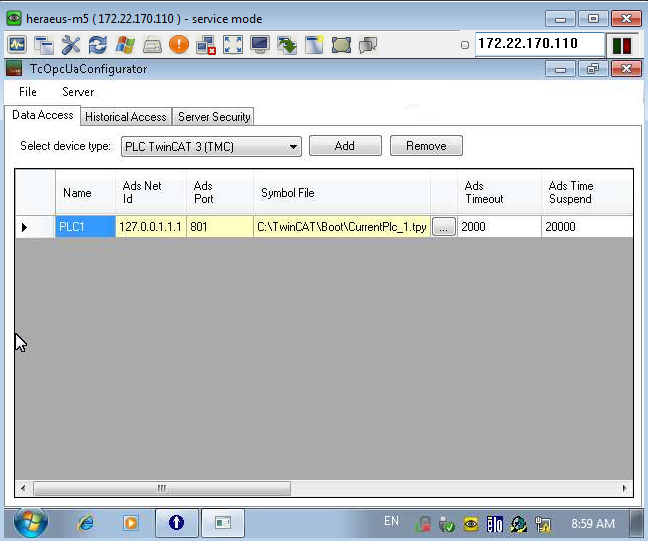 heraeus-m5 ( 172.22.170.110 ) - service mode
172.22.170.110
TcOpcUaConfigurator
File Server
Data Access Historical Access Server Security
Select device type: PLC TwinCAT 3 (TMC) Add Remove
Name Ads Net Id Ads Port Symbol File Ads Timeout Ads Time Suspend
PLC1 127.0.0.1.1.1 801 C:\TwinCAT\Boot\CurrentPlc_1.tpy ... 2000 20000
EN 8:59 AM